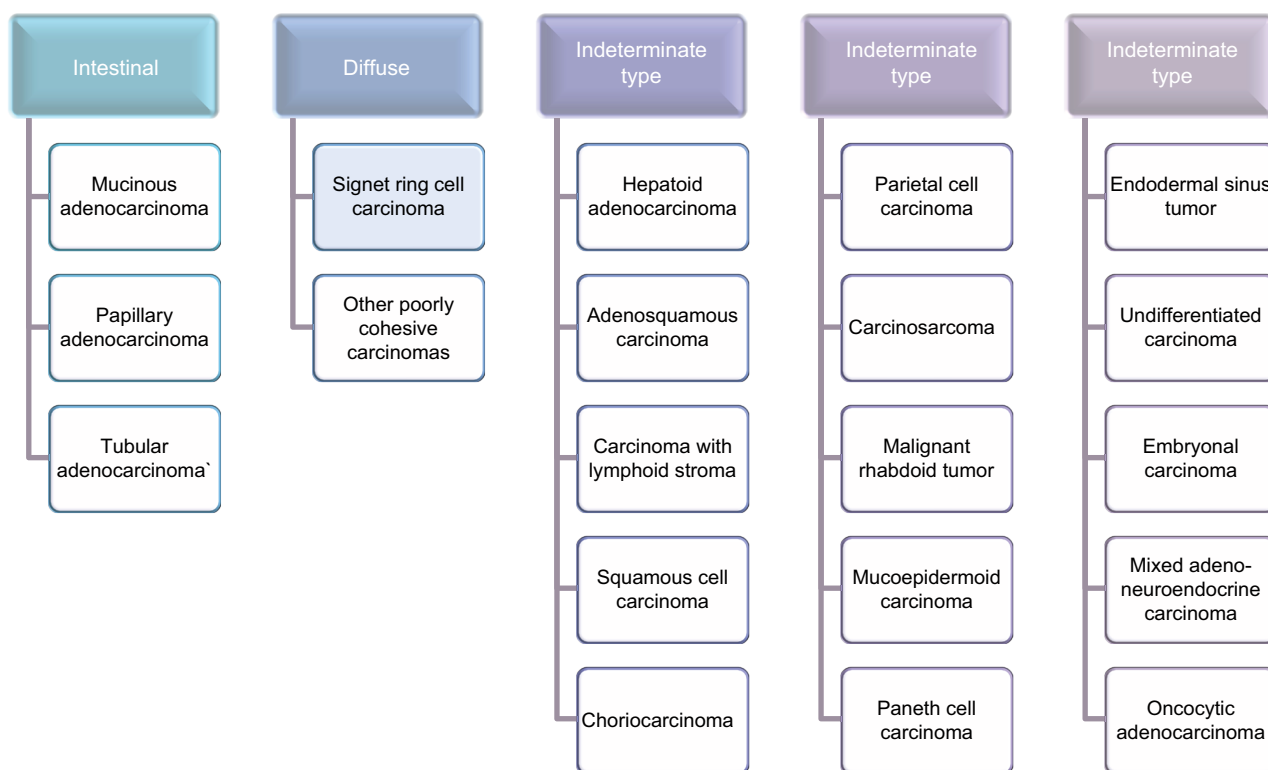 Intestinal
Mucinous
adenocarcinoma
Papillary
adenocarcinoma
Tubular
adenocarcinoma`
Diffuse
Signet ring cell
carcinoma
Other poorly
cohesive
carcinomas
Indeterminate
type
Hepatoid
adenocarcinoma
Adenosquamous
carcinoma
Carcinoma with
lymphoid stroma
Squamous cell
carcinoma
Choriocarcinoma
Indeterminate
type
Parietal cell
carcinoma
Carcinosarcoma
Malignant
rhabdoid tumor
Mucoepidermoid
carcinoma
Paneth cell
carcinoma
Indeterminate
type
Endodermal sinus
tumor
Undifferentiated
carcinoma
Embryonal
carcinoma
Mixed adeno-
neuroendocrine
carcinoma
Oncocytic
adenocarcinoma